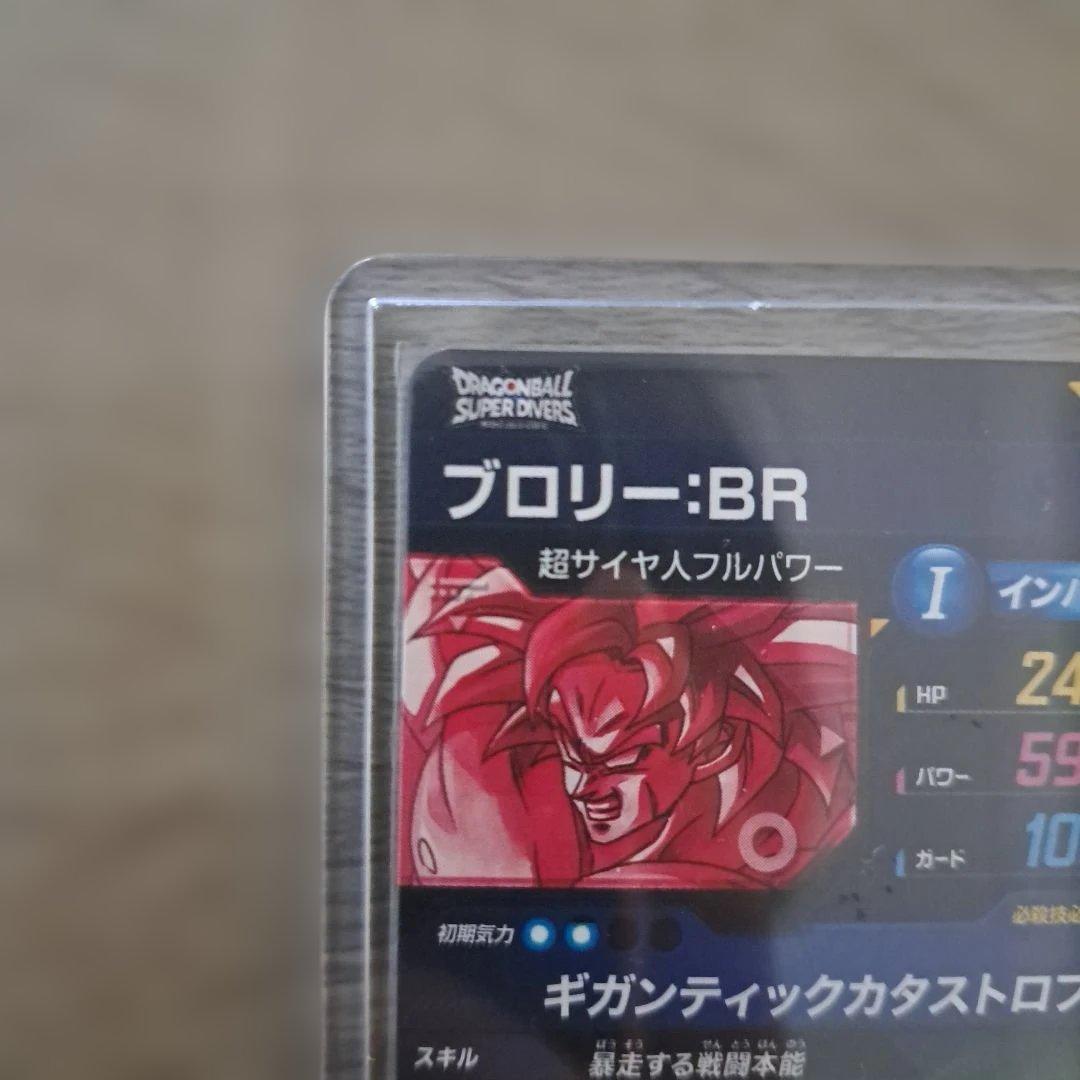 DRAGONBALL
SUPER DIVERS
ブロリー:BR
超サイヤ人フルパワー
I
HP 24
パワー 59
ガード 10
初期気力
必殺技
ギガンティックカタストロフ
スキル
ぼうそう せんとうほんのう
暴走する戦闘本能